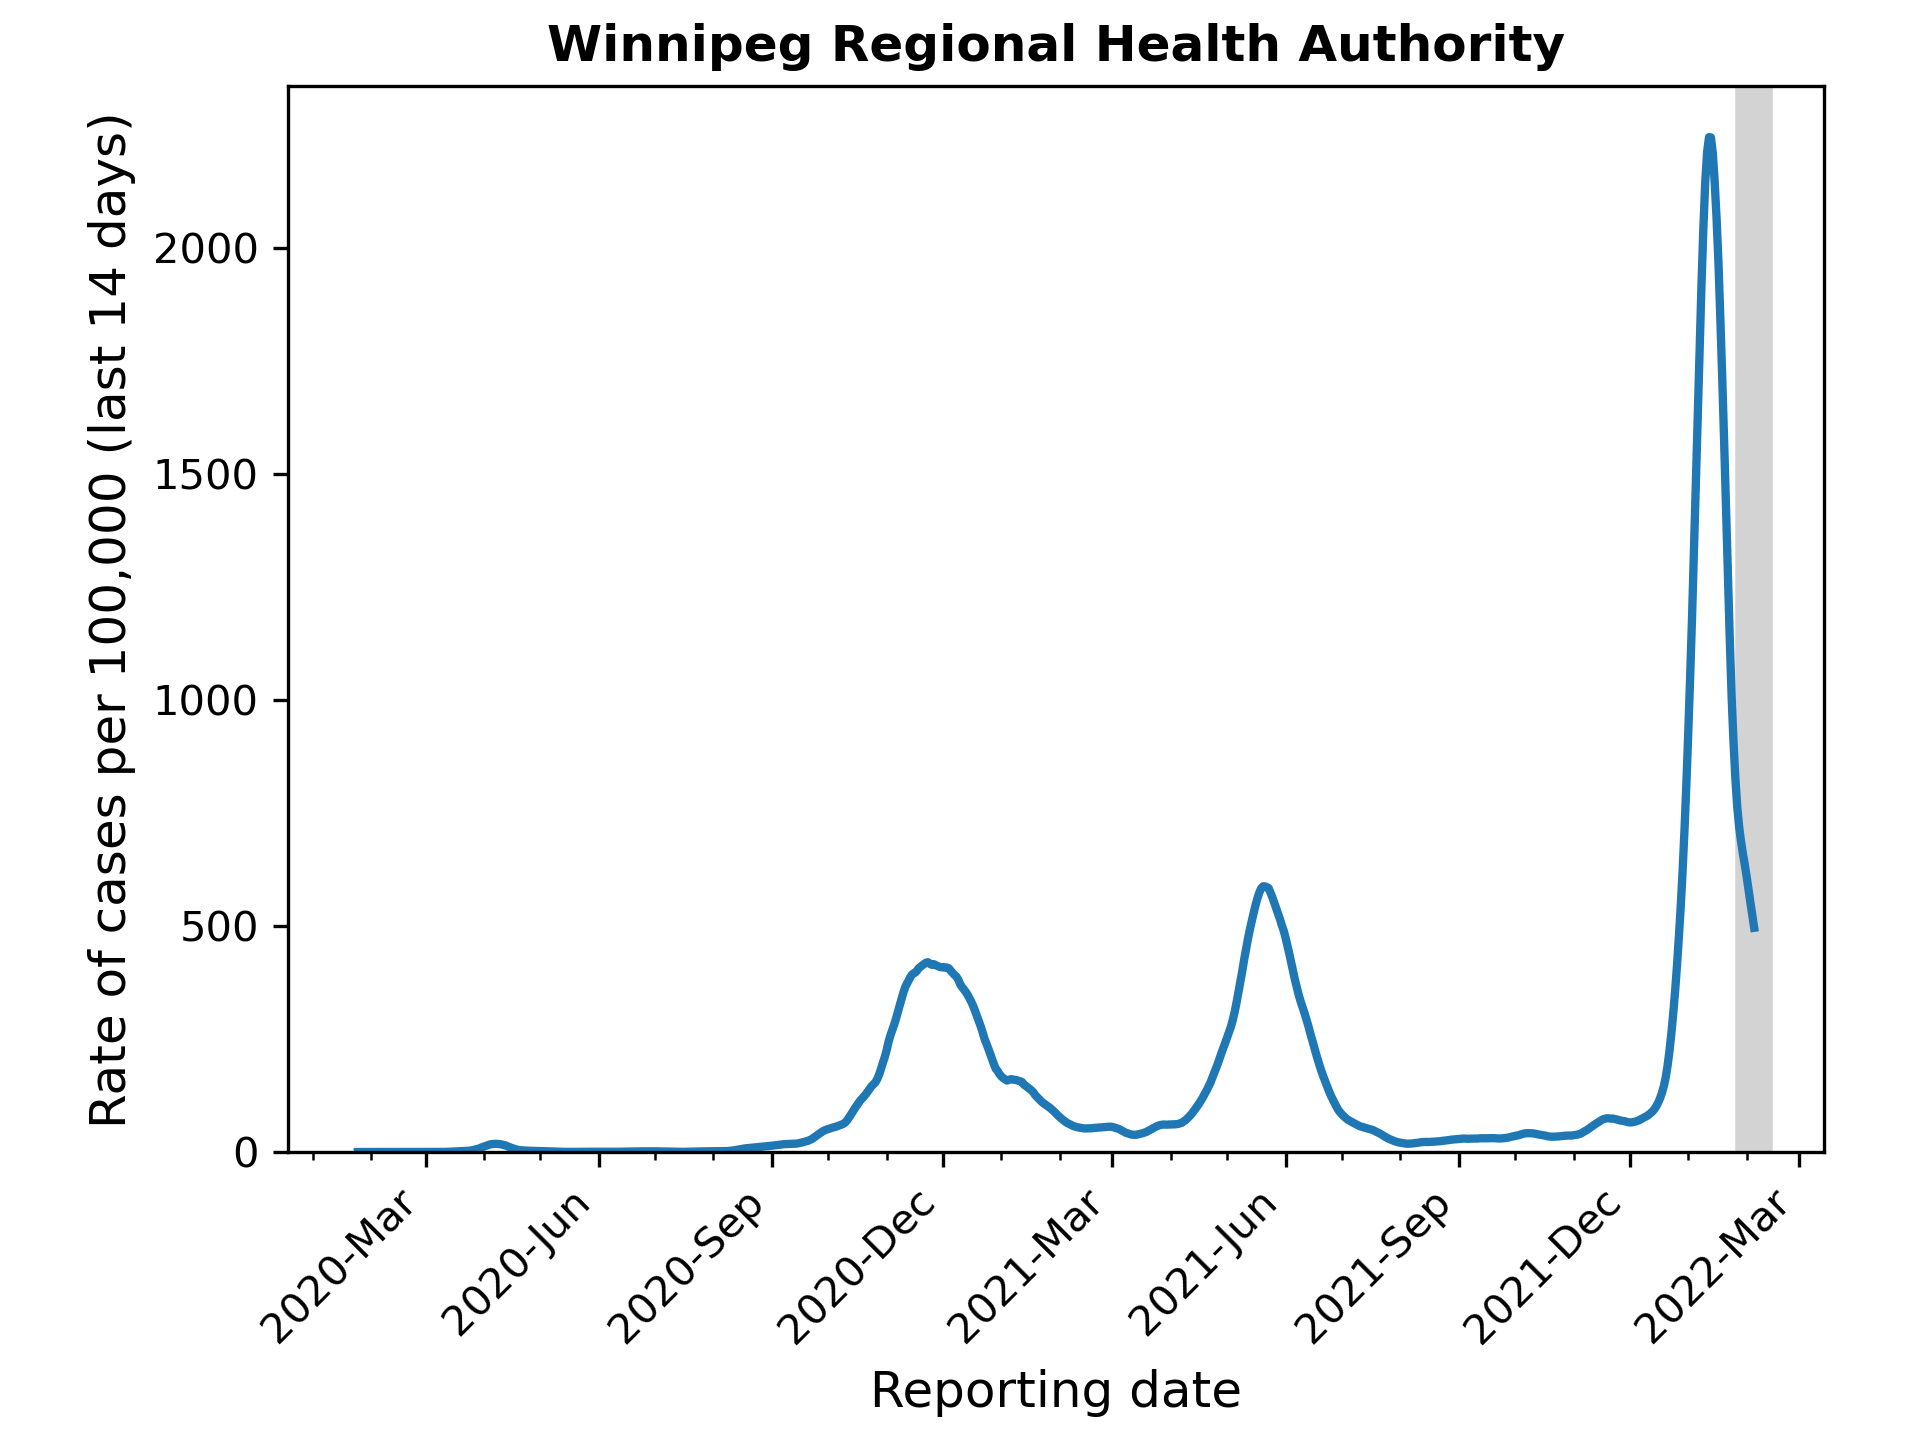 Winnipeg Regional Health Authority
Rate of cases per 100,000 (last 14 days)
2000
1500
1000
500
0
2020-Mar
2020-Jun
2020-Sep
2020-Dec
2021-Mar
2021-Jun
2021-Sep
2021-Dec
2022-Mar
Reporting date